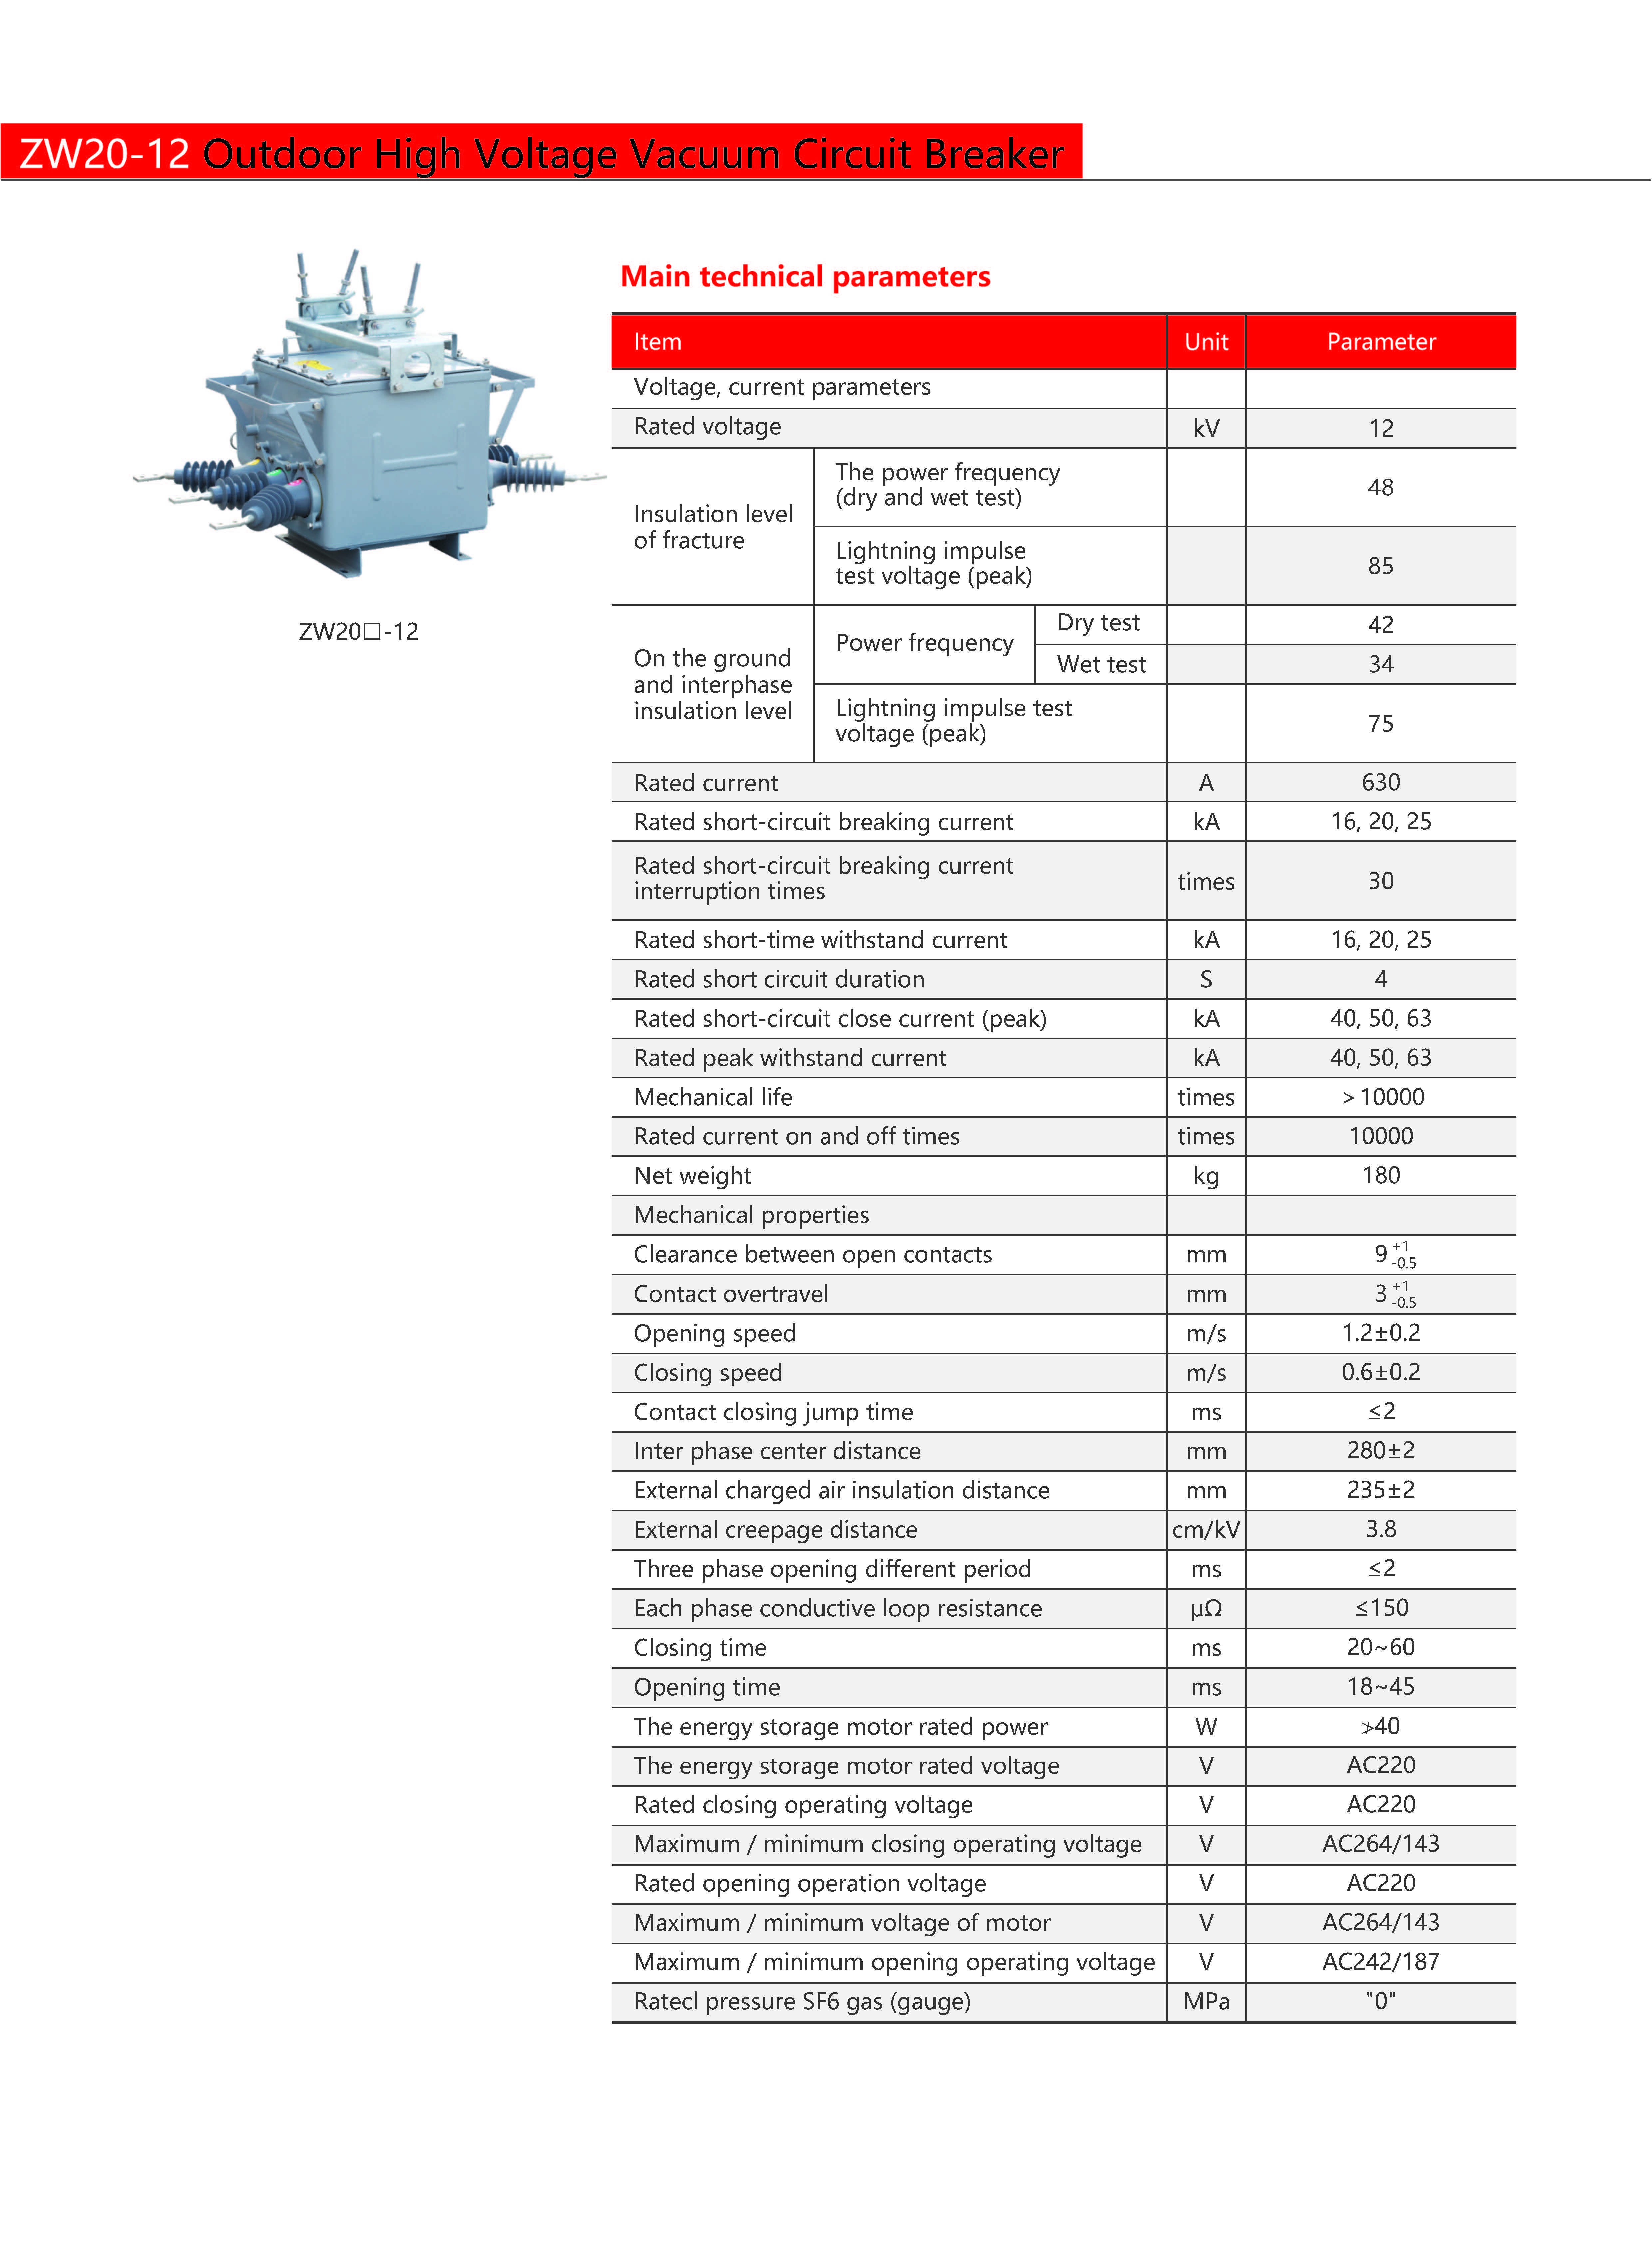 ZW20-12 Outdoor High Voltage Vacuum Circuit Breaker
ZW20□-12
Main technical parameters
Item Unit Parameter
Voltage, current parameters
Rated voltage kV 12
Insulation level
of fracture
The power frequency
(dry and wet test)
48
Lightning impulse
test voltage (peak)
85
On the ground
and interphase
insulation level
Power frequency
Dry test 42
Wet test 34
Lightning impulse test
voltage (peak)
75
Rated current A 630
Rated short-circuit breaking current kA 16, 20, 25
Rated short-circuit breaking current
interruption times
times 30
Rated short-time withstand current kA 16, 20, 25
Rated short circuit duration S 4
Rated short-circuit close current (peak) kA 40, 50, 63
Rated peak withstand current kA 40, 50, 63
Mechanical life times > 10000
Rated current on and off times times 10000
Net weight kg 180
Mechanical properties
Clearance between open contacts mm 9 +1 -0.5
Contact overtravel mm 3 +1 -0.5
Opening speed m/s 1.2±0.2
Closing speed m/s 0.6±0.2
Contact closing jump time ms ≤2
Inter phase center distance mm 280±2
External charged air insulation distance mm 235±2
External creepage distance cm/kV 3.8
Three phase opening different period ms ≤2
Each phase conductive loop resistance μΩ ≤150
Closing time ms 20~60
Opening time ms 18~45
The energy storage motor rated power W ≯40
The energy storage motor rated voltage V AC220
Rated closing operating voltage V AC220
Maximum / minimum closing operating voltage V AC264/143
Rated opening operation voltage V AC220
Maximum / minimum voltage of motor V AC264/143
Maximum / minimum opening operating voltage V AC242/187
Ratecl pressure SF6 gas (gauge) MPa "0"